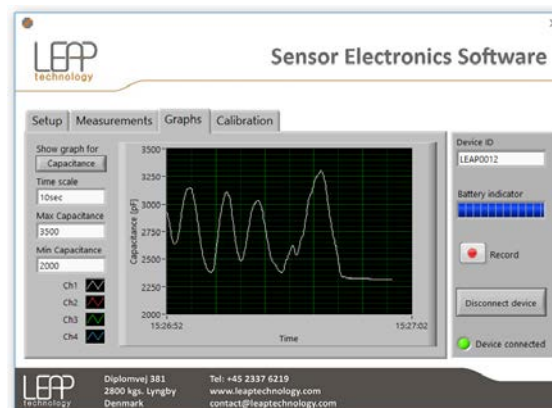 LEAP
technology
Sensor Electronics Software
Setup
Measurements
Graphs
Calibration
Show graph for
Capacitance
Time scale
10sec
Max Capacitance
3500
Min Capacitance
2000
Ch1
Ch2
Ch3
Ch4
Capacitance [pF]
3500
3250
3000
2750
2500
2250
2000
15:26:52
15:27:02
Time
Device ID
LEAP0012
Battery indicator
Record
Disconnect device
Device connected
LEAP
technology
Diplomvej 381
2800 kgs. Lyngby
Denmark
Tel: +45 2337 6219
www.leaptechnology.com
contact@leaptechnology.com